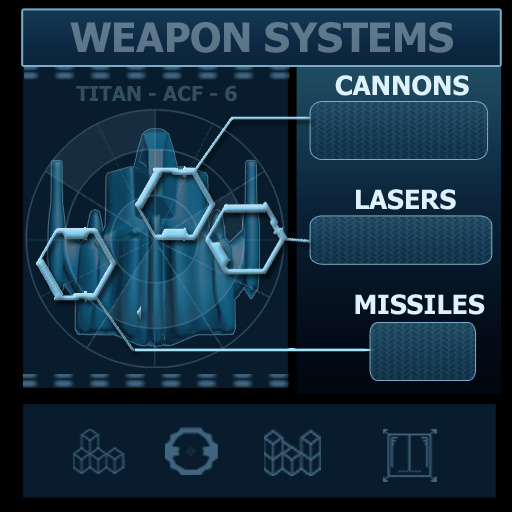 WEAPON SYSTEMS
TITAN - ACF - 6
CANNONS
LASERS
MISSILES